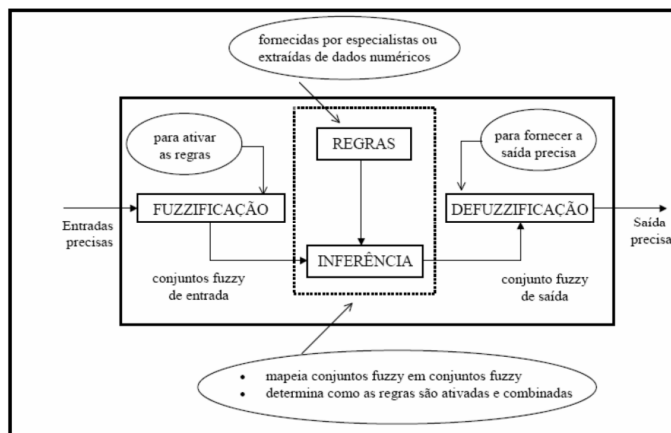 fornecidas por especialistas ou
extraídas de dados numéricos
para ativar
as regras
REGRAS
para fornecer a
saída precisa
Entradas
precisas
FUZZIFICAÇÃO
DEFUZZIFICAÇÃO
Saída
precisa
INFERÊNCIA
conjuntos fuzzy
de entrada
conjunto fuzzy
de saída
• mapeia conjuntos fuzzy em conjuntos fuzzy
• determina como as regras são ativadas e combinadas